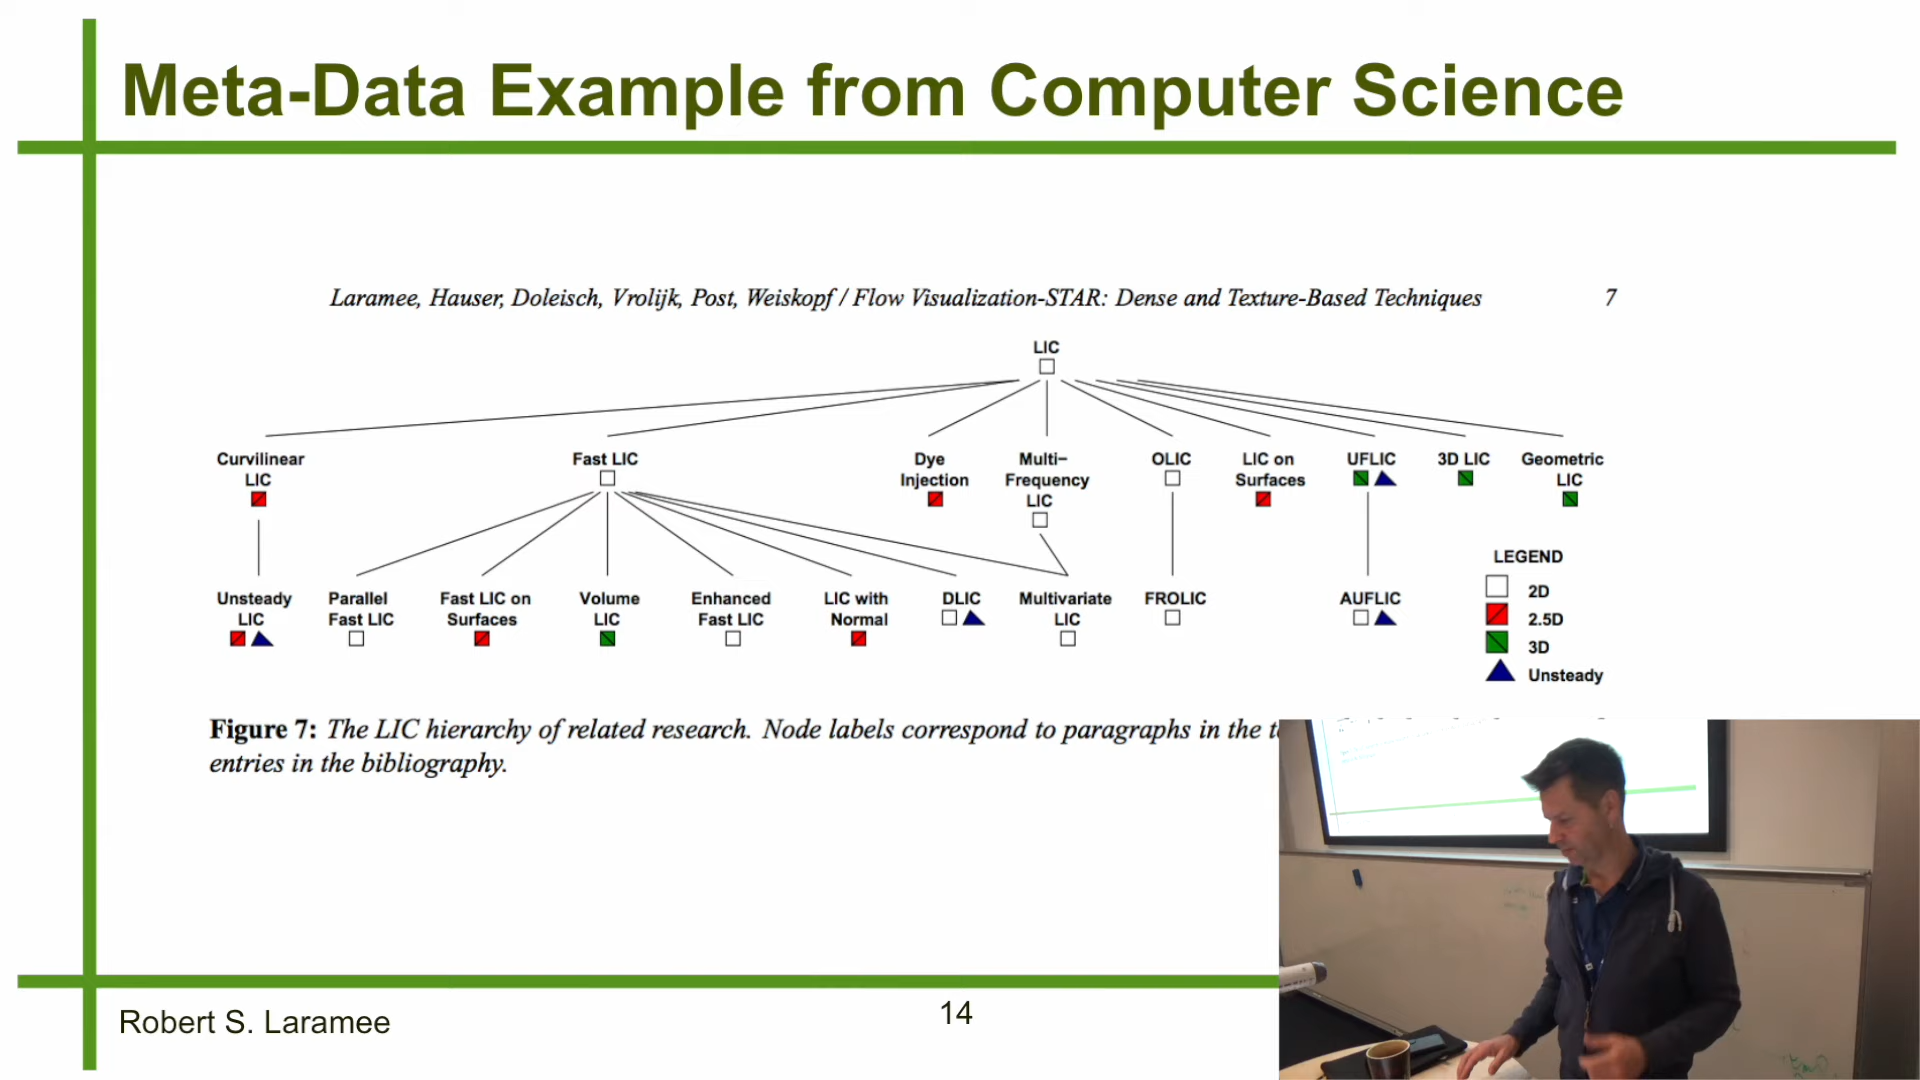 Meta-Data Example from Computer Science
Laramee, Hauser, Doleisch, Vrolijk, Post, Weiskopf / Flow Visualization-STAR: Dense and Texture-Based Techniques 7
LIC
Curvilinear
LIC
Fast LIC
Dye
Injection
Multi–
Frequency
LIC
OLIC
LIC on
Surfaces
UFLIC
3D LIC
Geometric
LIC
Unsteady
LIC
Parallel
Fast LIC
Fast LIC on
Surfaces
Volume
LIC
Enhanced
Fast LIC
LIC with
Normal
DLIC
Multivariate
LIC
FROLIC
AUFLIC
LEGEND
2D
2.5D
3D
Unsteady
Figure 7: The LIC hierarchy of related research. Node labels correspond to paragraphs in the
entries in the bibliography.
Robert S. Laramee
14